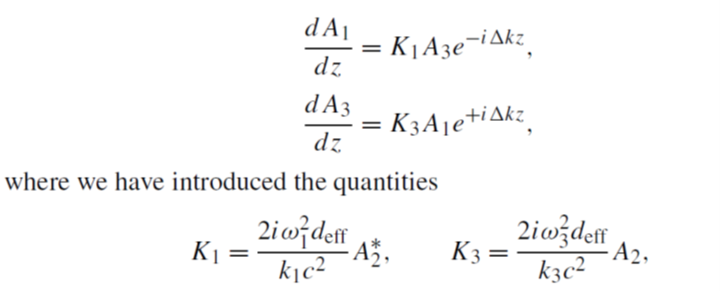 dA₁/dz = K₁A₃e^{−iΔkz},
dA₃/dz = K₃A₁e^{+iΔkz},
where we have introduced the quantities
K₁ = (2iω₁²d_eff)/(k₁c²) A₂*, K₃ = (2iω₃²d_eff)/(k₃c²) A₂,